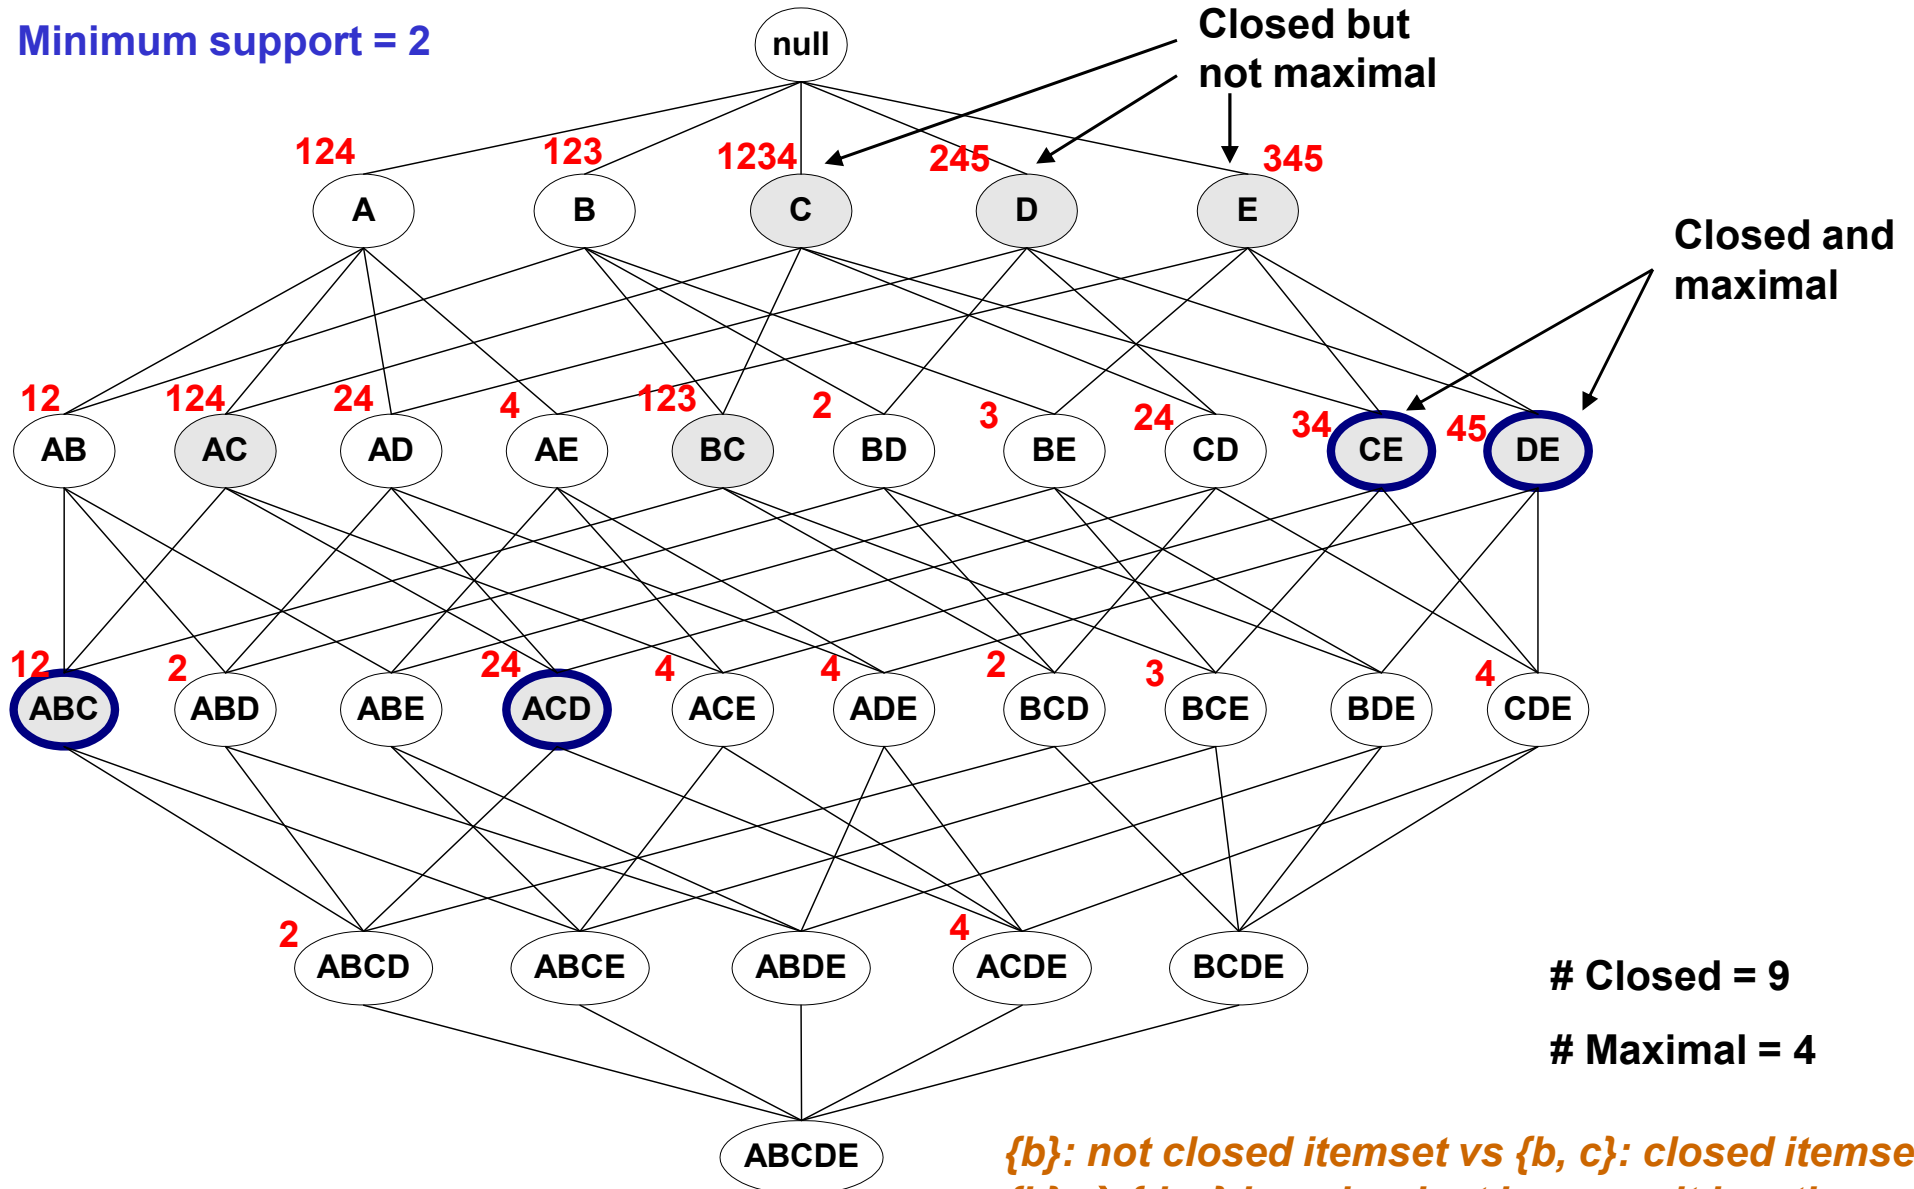 Minimum support = 2
null
Closed but
not maximal
124
123
1234
245
345
A
B
C
D
E
Closed and
maximal
12
124
24
4
123
2
3
24
34
45
AB
AC
AD
AE
BC
BD
BE
CD
CE
DE
12
2
24
4
4
2
3
4
ABC
ABD
ABE
ACD
ACE
ADE
BCD
BCE
BDE
CDE
2
4
ABCD
ABCE
ABDE
ACDE
BCDE
# Closed = 9
# Maximal = 4
ABCDE
{b}: not closed itemset vs {b, c}: closed itemse